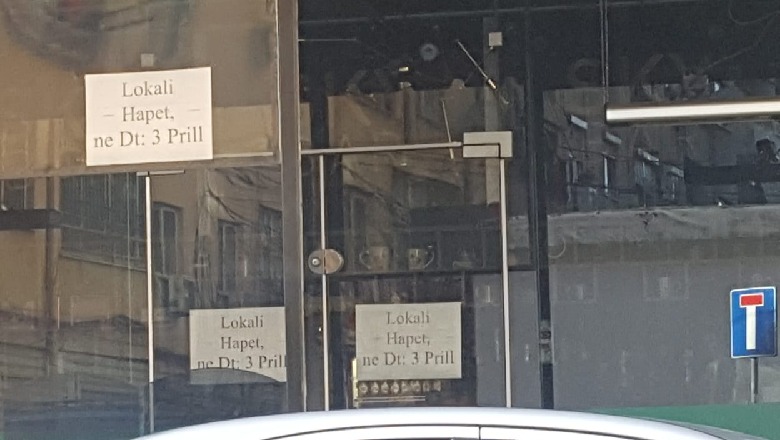 Lokali
- Hapet, -
ne Dt: 3 Prill
Lokali
Hapet,
ne Dt: 3 Prill
Lokali
- Hapet, -
ne Dt: 3 Prill